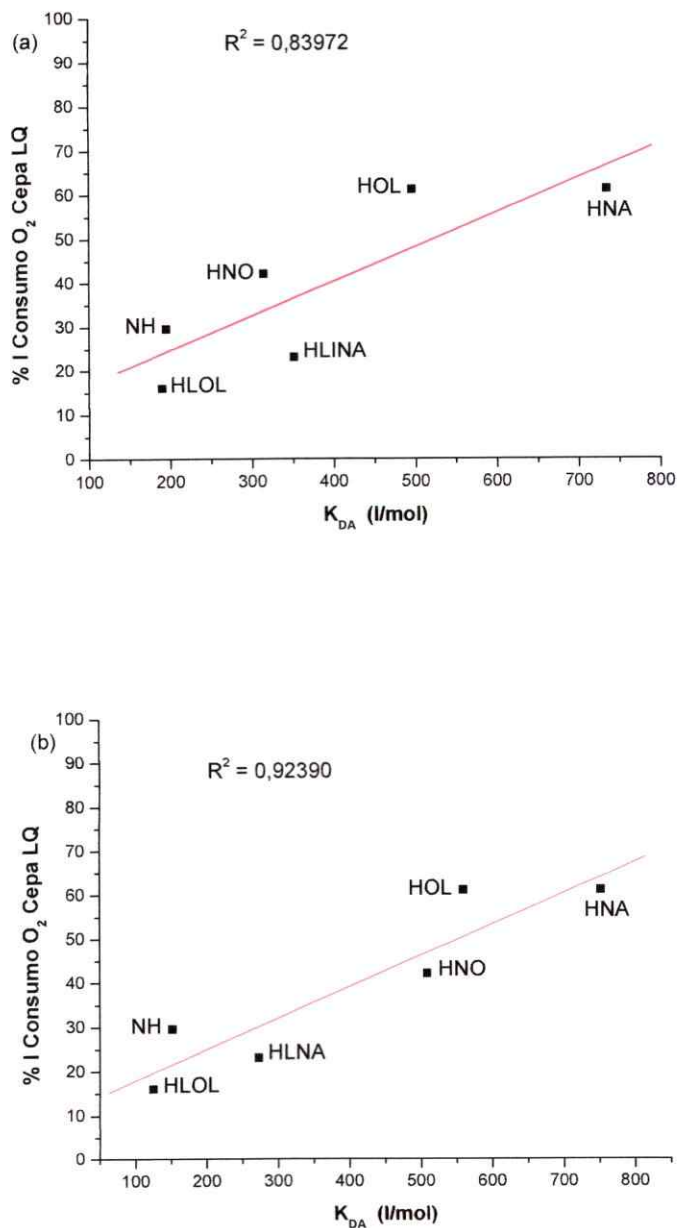 (a)
R² = 0,83972
% I Consumo O₂ Cepa LQ
100
90
80
70
60
50
40
30
20
10
0
HOL
HNA
HNO
NH
HLINA
HLOL
100 200 300 400 500 600 700 800
K_DA (l/mol)
(b)
R² = 0,92390
% I Consumo O₂ Cepa LQ
100
90
80
70
60
50
40
30
20
10
0
HOL
HNA
HNO
NH
HLNA
HLOL
100 200 300 400 500 600 700 800
K_DA (l/mol)